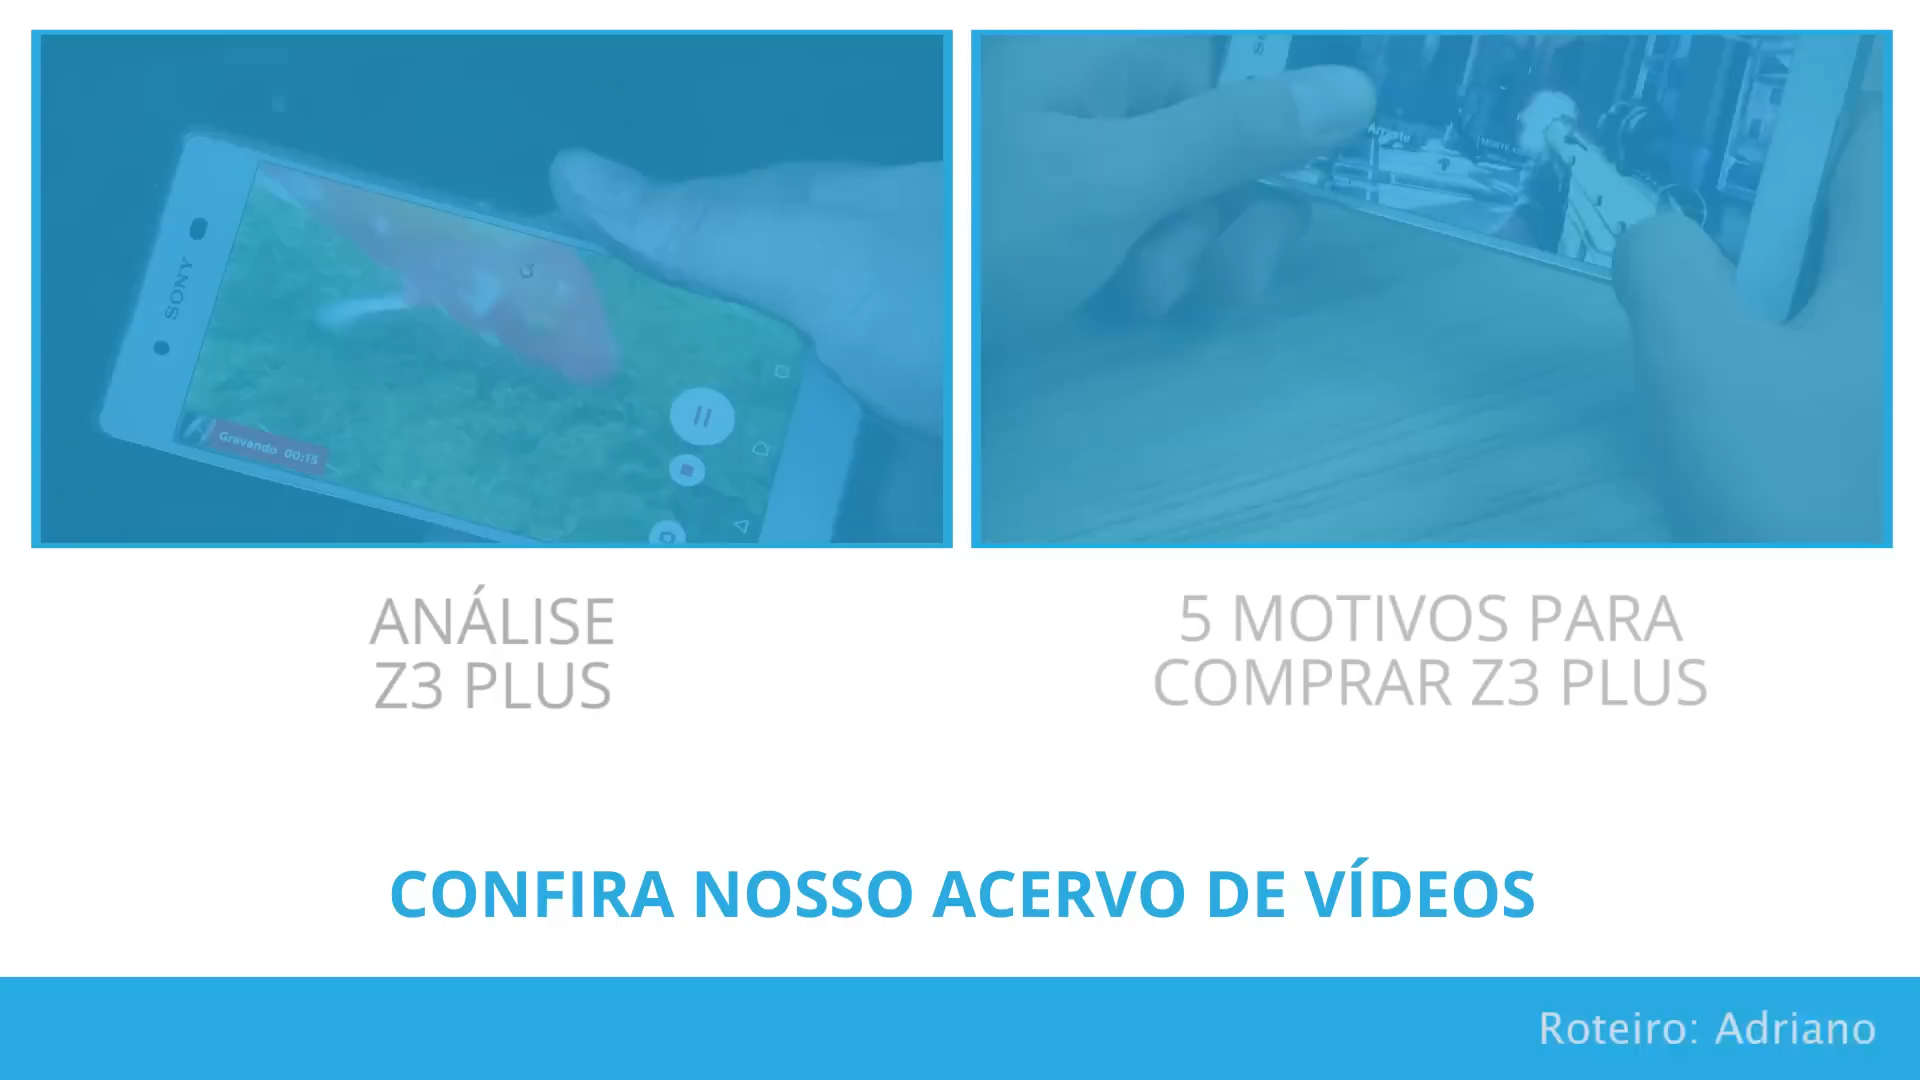 SONY
Gravando 00:15
Arraste
ANÁLISE
Z3 PLUS
5 MOTIVOS PARA
COMPRAR Z3 PLUS
CONFIRA NOSSO ACERVO DE VÍDEOS
Roteiro: Adriano